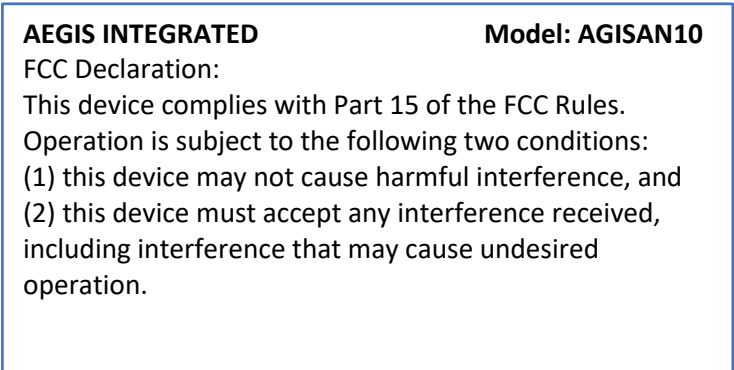 AEGIS INTEGRATED Model: AGISAN10
FCC Declaration:
This device complies with Part 15 of the FCC Rules.
Operation is subject to the following two conditions:
(1) this device may not cause harmful interference, and
(2) this device must accept any interference received,
including interference that may cause undesired
operation.